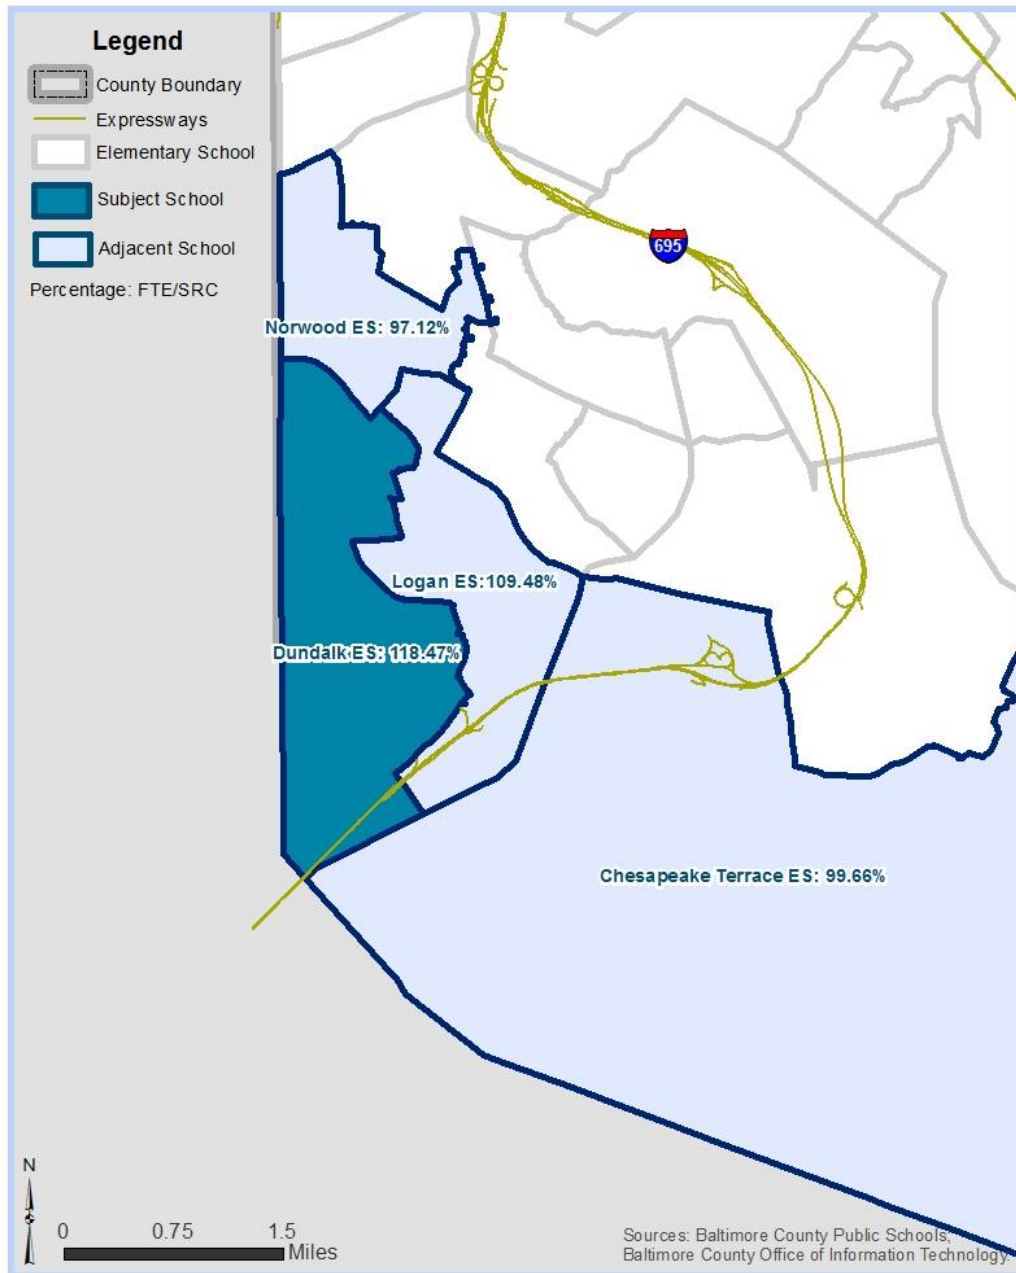 Legend
County Boundary
Expressways
Elementary School
Subject School
Adjacent School
Percentage: FTE/SRC
695
Norwood ES: 97.12%
Logan ES:109.48%
Dundalk ES: 118.47%
Chesapeake Terrace ES: 99.66%
N
0 0.75 1.5
Miles
Sources: Baltimore County Public Schools;
Baltimore County Office of Information Technology.